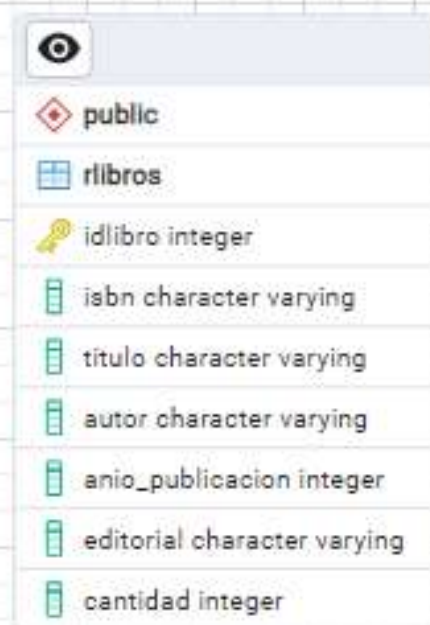 public
rlibros
idlibro integer
isbn character varying
titulo character varying
autor character varying
anio_publicacion integer
editorial character varying
cantidad integer